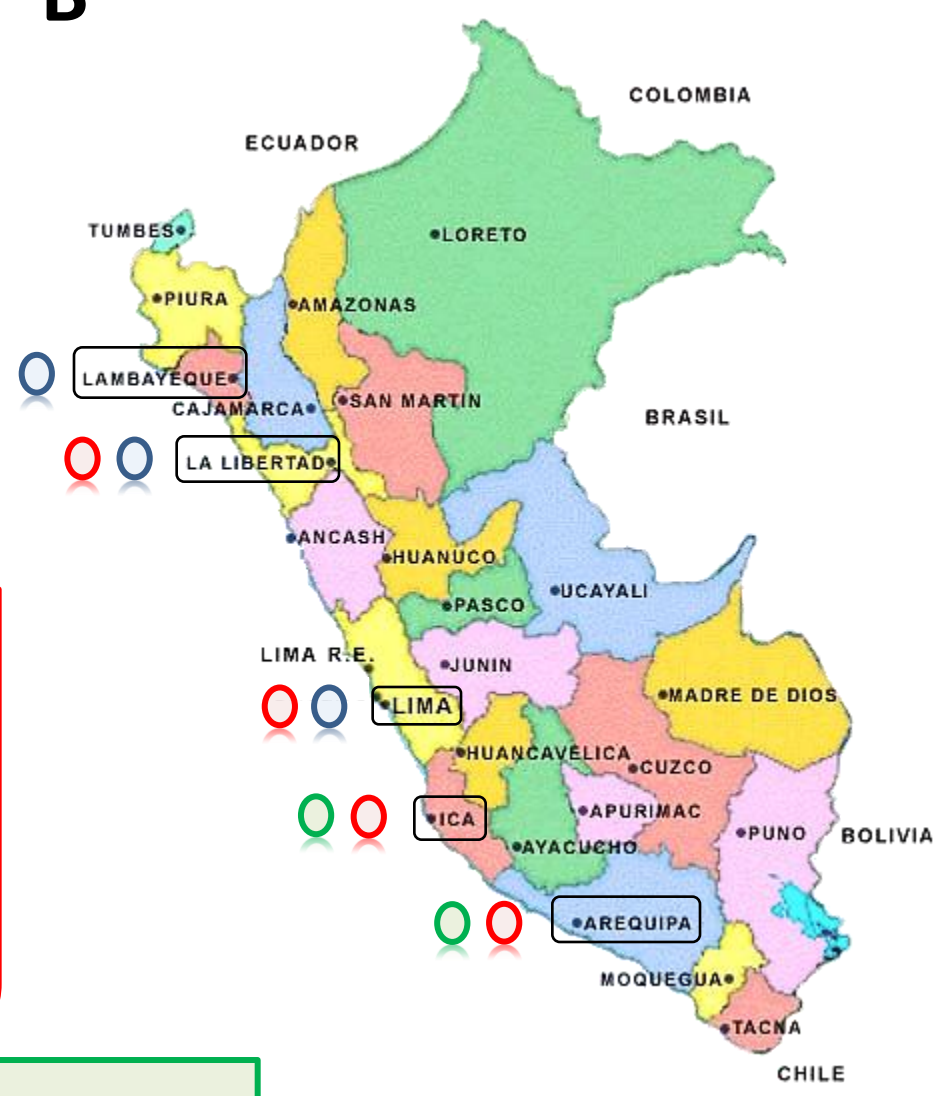 B
COLOMBIA
ECUADOR
TUMBES
LORETO
PIURA
AMAZONAS
LAMBAYEQUE
CAJAMARCA
SAN MARTIN
BRASIL
LA LIBERTAD
ANCASH
HUANUCO
UCAYALI
PASCO
LIMA R.E.
JUNIN
MADRE DE DIOS
LIMA
HUANCAVELICA
CUZCO
ICA
APURIMAC
PUNO
BOLIVIA
AYACUCHO
AREQUIPA
MOQUEGUA
TACNA
CHILE